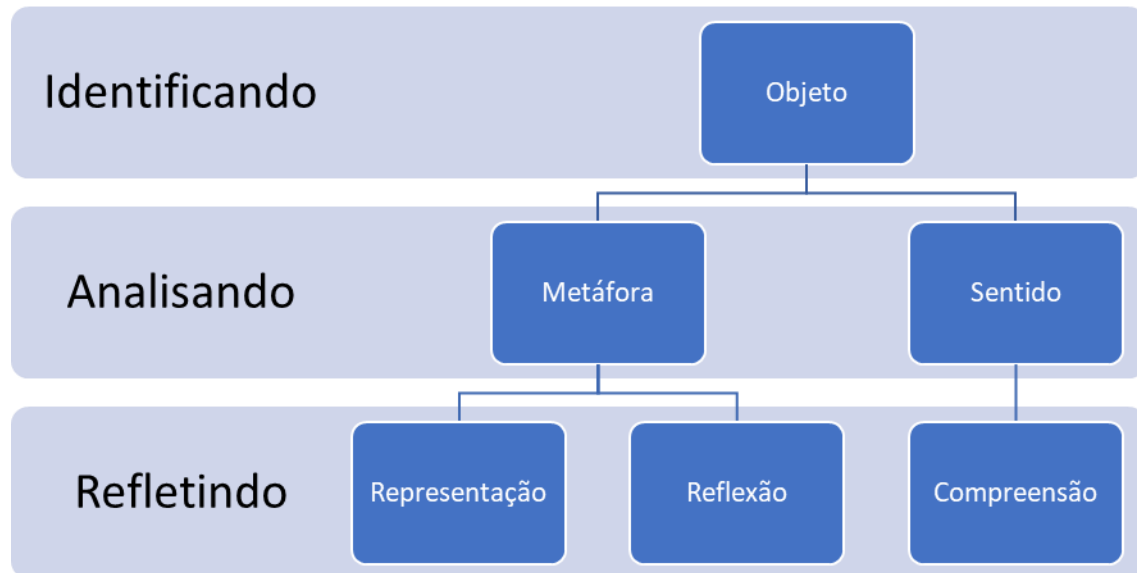 Identificando
Objeto
Analisando
Metáfora
Sentido
Refletindo
Representação
Reflexão
Compreensão